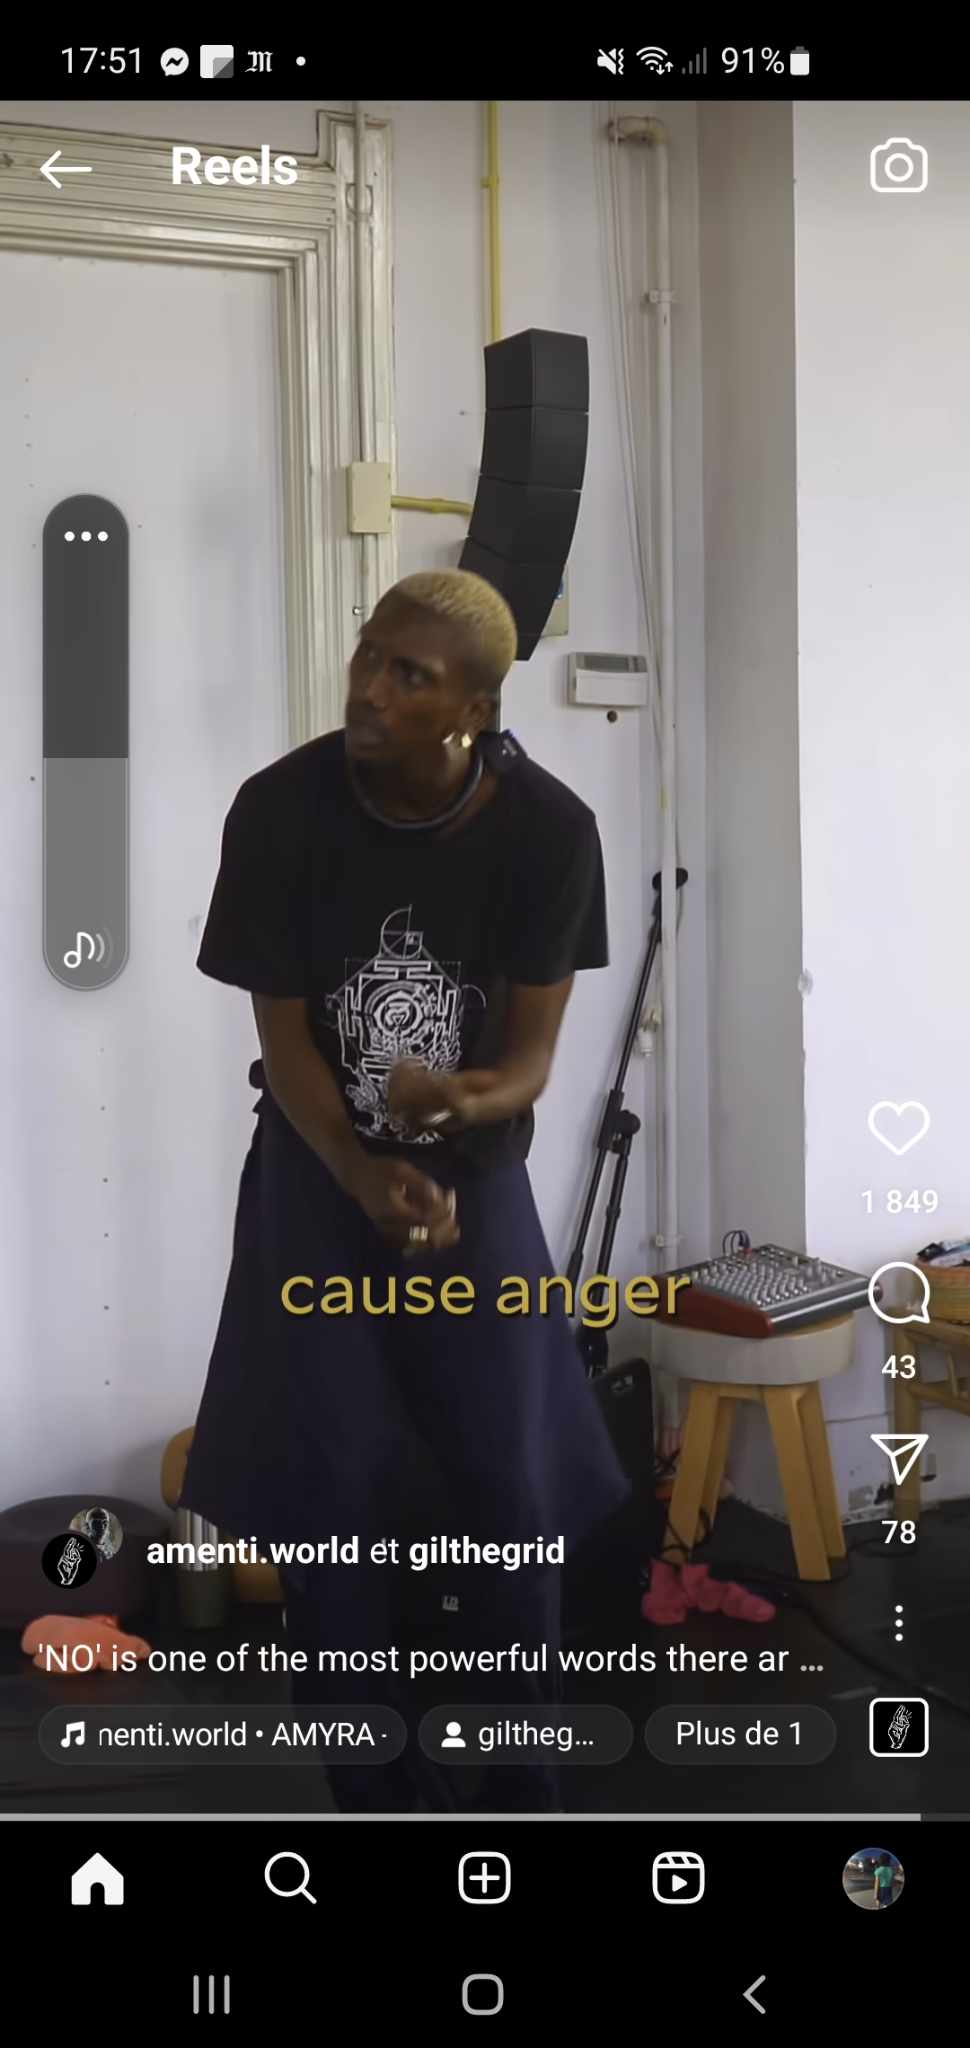 17:51 91%
Reels
cause anger
1 849
43
78
amenti.world et gilthegrid
'NO' is one of the most powerful words there ar ...
nenti.world • AMYRA - giltheg... Plus de 1